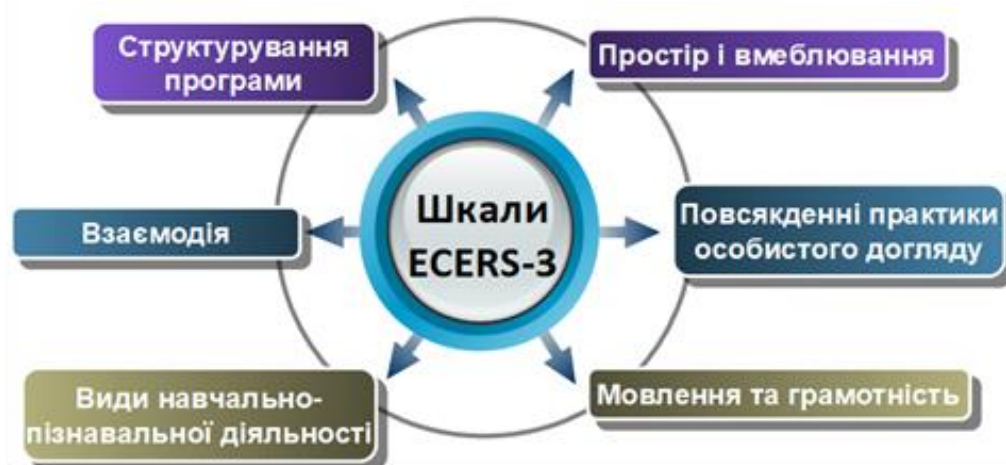 Структурування
програми
Простір і вмеблювання
Взаємодія
Шкали
ECERS-3
Повсякденні практики
особистого догляду
Види навчально-
пізнавальної діяльності
Мовлення та грамотність